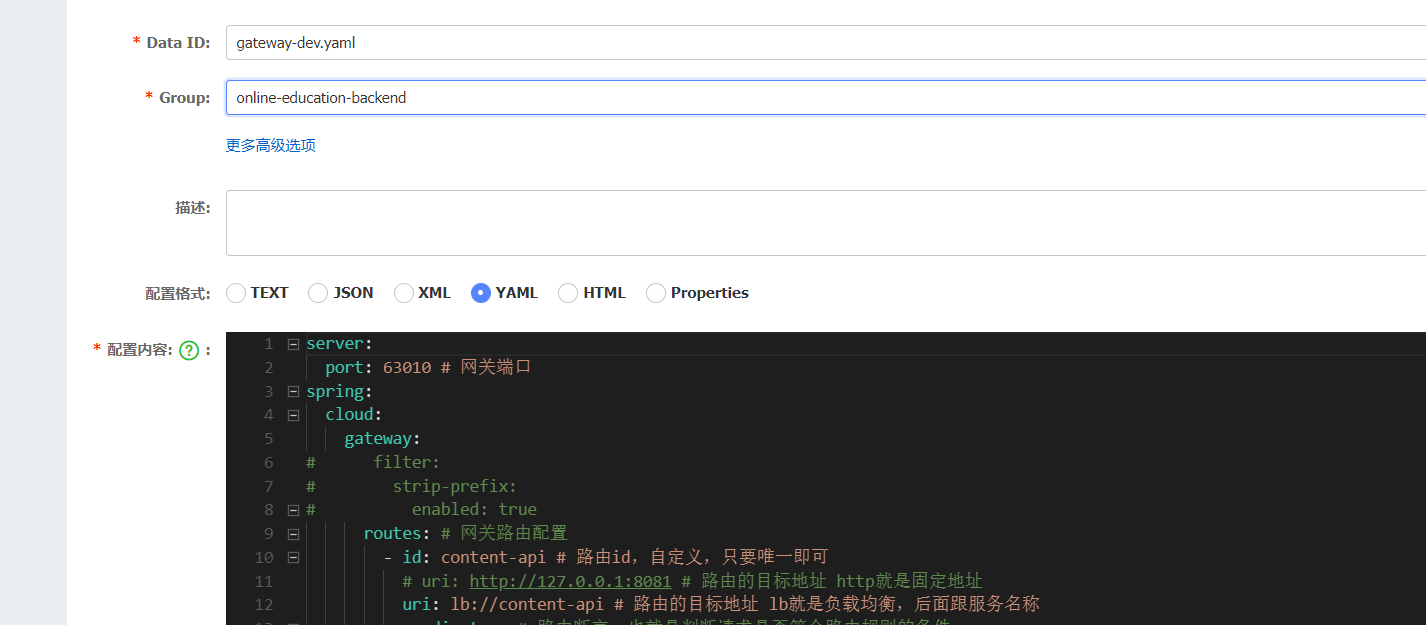 * Data ID: gateway-dev.yaml
* Group: online-education-backend
更多高级选项
描述:
配置格式: TEXT JSON XML YAML HTML Properties
* 配置内容: ? :
1 server:
2 port: 63010 # 网关端口
3 spring:
4 cloud:
5 gateway:
6 # filter:
7 # strip-prefix:
8 # enabled: true
9 routes: # 网关路由配置
10 - id: content-api # 路由id，自定义，只要唯一即可
11 # uri: http://127.0.0.1:8081 # 路由的目标地址 http就是固定地址
12 uri: lb://content-api # 路由的目标地址 lb就是负载均衡，后面跟服务名称